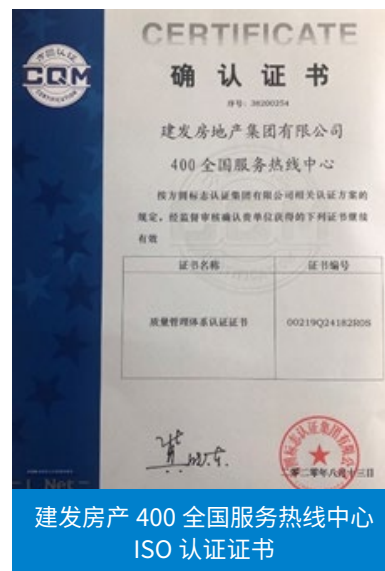 CERTIFICATE
方圆认证
CQM
CERTIFICATION
确认证书
序号: 38200254
建发房地产集团有限公司
400 全国服务热线中心
按方圆标志认证集团有限公司相关认证方案的
规定，经监督审核确认贵单位获得的下列证书继续
有效
证书名称 证书编号
质量管理体系认证证书 00219Q24182R0S
二零二零年八月十三日
- I Net -
建发房产 400 全国服务热线中心
ISO 认证证书